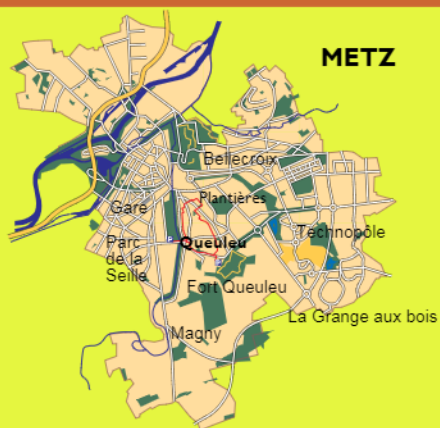 METZ
Bellecroix
Plantières
Gare
Technopôle
Parc
de la
Seille
Queuleu
Fort Queuleu
La Grange aux bois
Magny